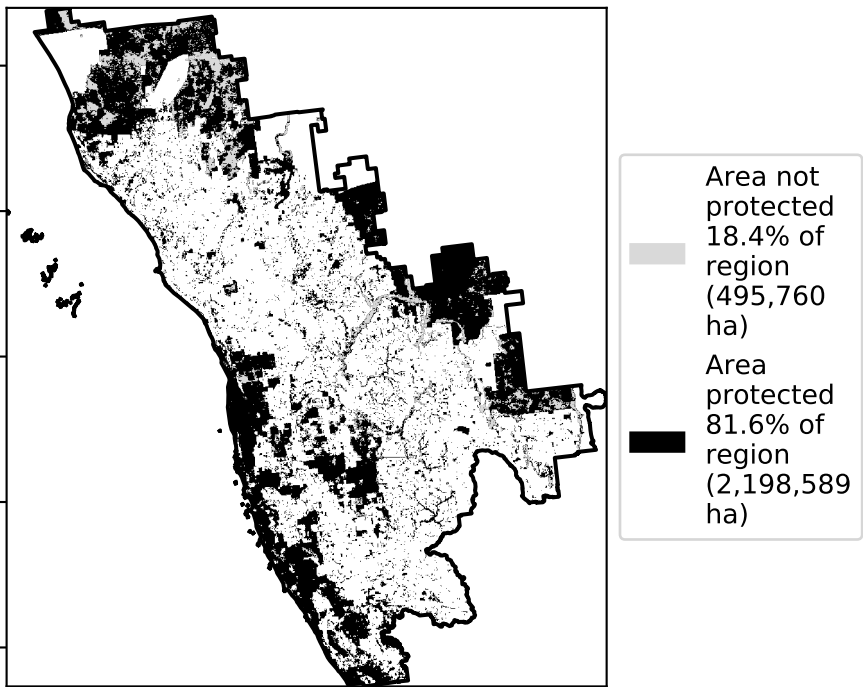 Area not
protected
18.4% of
region
(495,760
ha)
Area
protected
81.6% of
region
(2,198,589
ha)